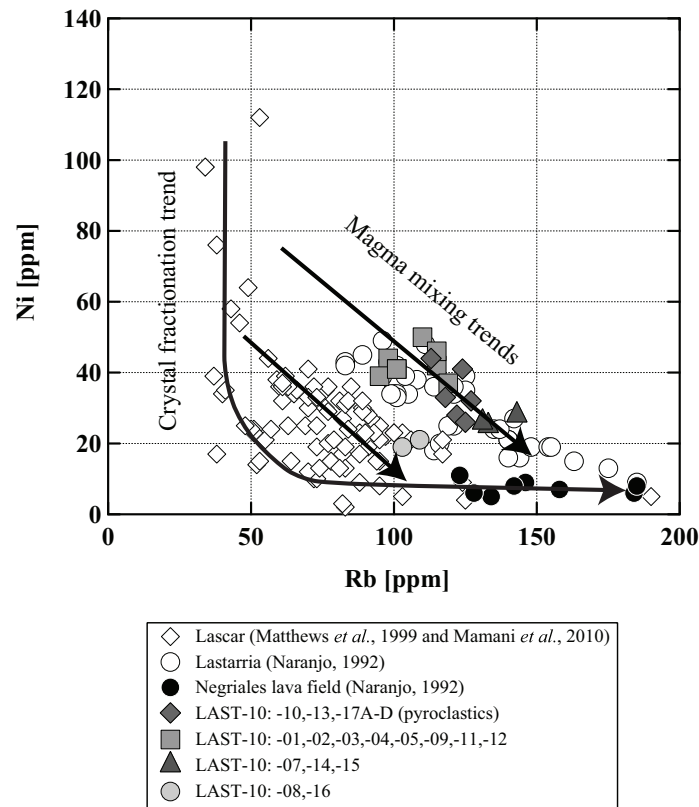 140
120
100
80
60
40
20
0
Ni [ppm]
Crystal fractionation trend
Magma mixing trends
0 50 100 150 200
Rb [ppm]
Lascar (Matthews et al., 1999 and Mamani et al., 2010)
Lastarria (Naranjo, 1992)
Negriales lava field (Naranjo, 1992)
LAST-10: -10,-13,-17A-D (pyroclastics)
LAST-10: -01,-02,-03,-04,-05,-09,-11,-12
LAST-10: -07,-14,-15
LAST-10: -08,-16